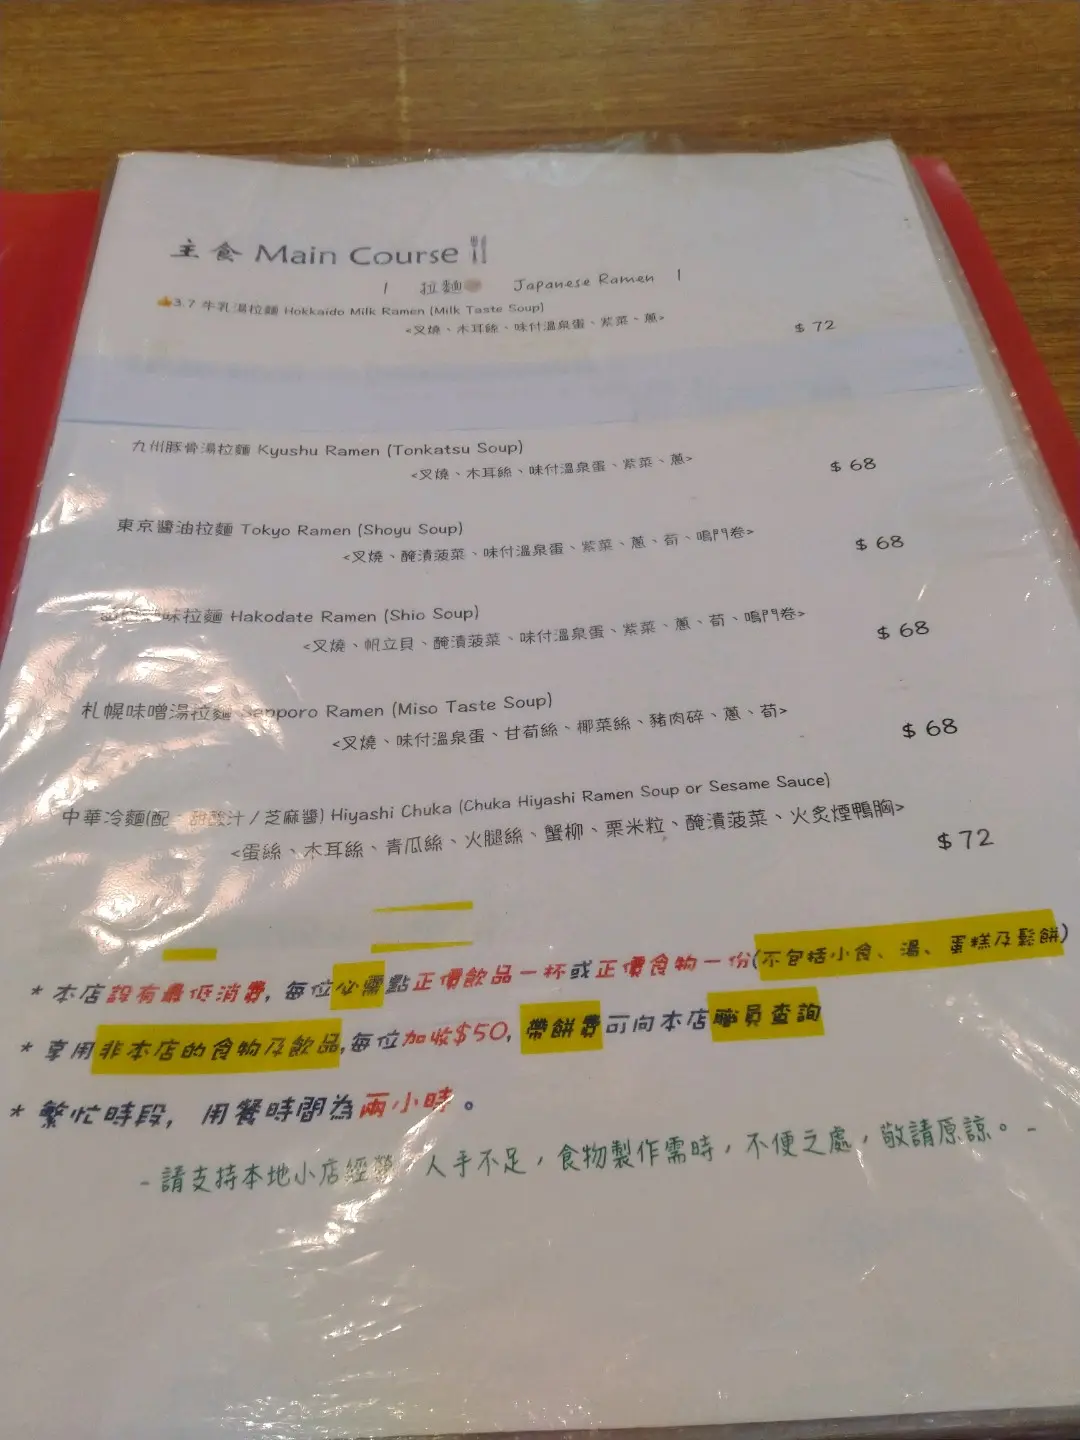 主食 Main Course
| 拉麵 Japanese Ramen |
3.7 牛乳湯拉麵 Hokkaido Milk Ramen (Milk Taste Soup)
<叉燒、木耳絲、味付溫泉蛋、紫菜、蔥>
$ 72
九州豚骨湯拉麵 Kyushu Ramen (Tonkatsu Soup)
<叉燒、木耳絲、味付溫泉蛋、紫菜、蔥>
$ 68
東京醬油拉麵 Tokyo Ramen (Shoyu Soup)
<叉燒、醃漬菠菜、味付溫泉蛋、紫菜、蔥、荀、鳴門卷>
$ 68
味拉麵 Hakodate Ramen (Shio Soup)
<叉燒、帆立貝、醃漬菠菜、味付溫泉蛋、紫菜、蔥、荀、鳴門卷>
$ 68
札幌味噌湯拉麵 Sapporo Ramen (Miso Taste Soup)
<叉燒、味付溫泉蛋、甘荀絲、椰菜絲、豬肉碎、蔥、荀>
$ 68
中華冷麵(配：甜酸汁/芝麻醬) Hiyashi Chuka (Chuka Hiyashi Ramen Soup or Sesame Sauce)
<蛋絲、木耳絲、青瓜絲、火腿絲、蟹柳、粟米粒、醃漬菠菜、火炙煙鴨胸>
$ 72
* 本店設有最低消費, 每位必需點正價飲品一杯或正價食物一份(不包括小食、湯、蛋糕及鬆餅)
* 享用非本店的食物及飲品,每位加收$50, 帶餅費可向本店職員查詢
* 繁忙時段, 用餐時間為兩小時。
- 請支持本地小店經營，人手不足，食物製作需時，不便之處，敬請原諒。-